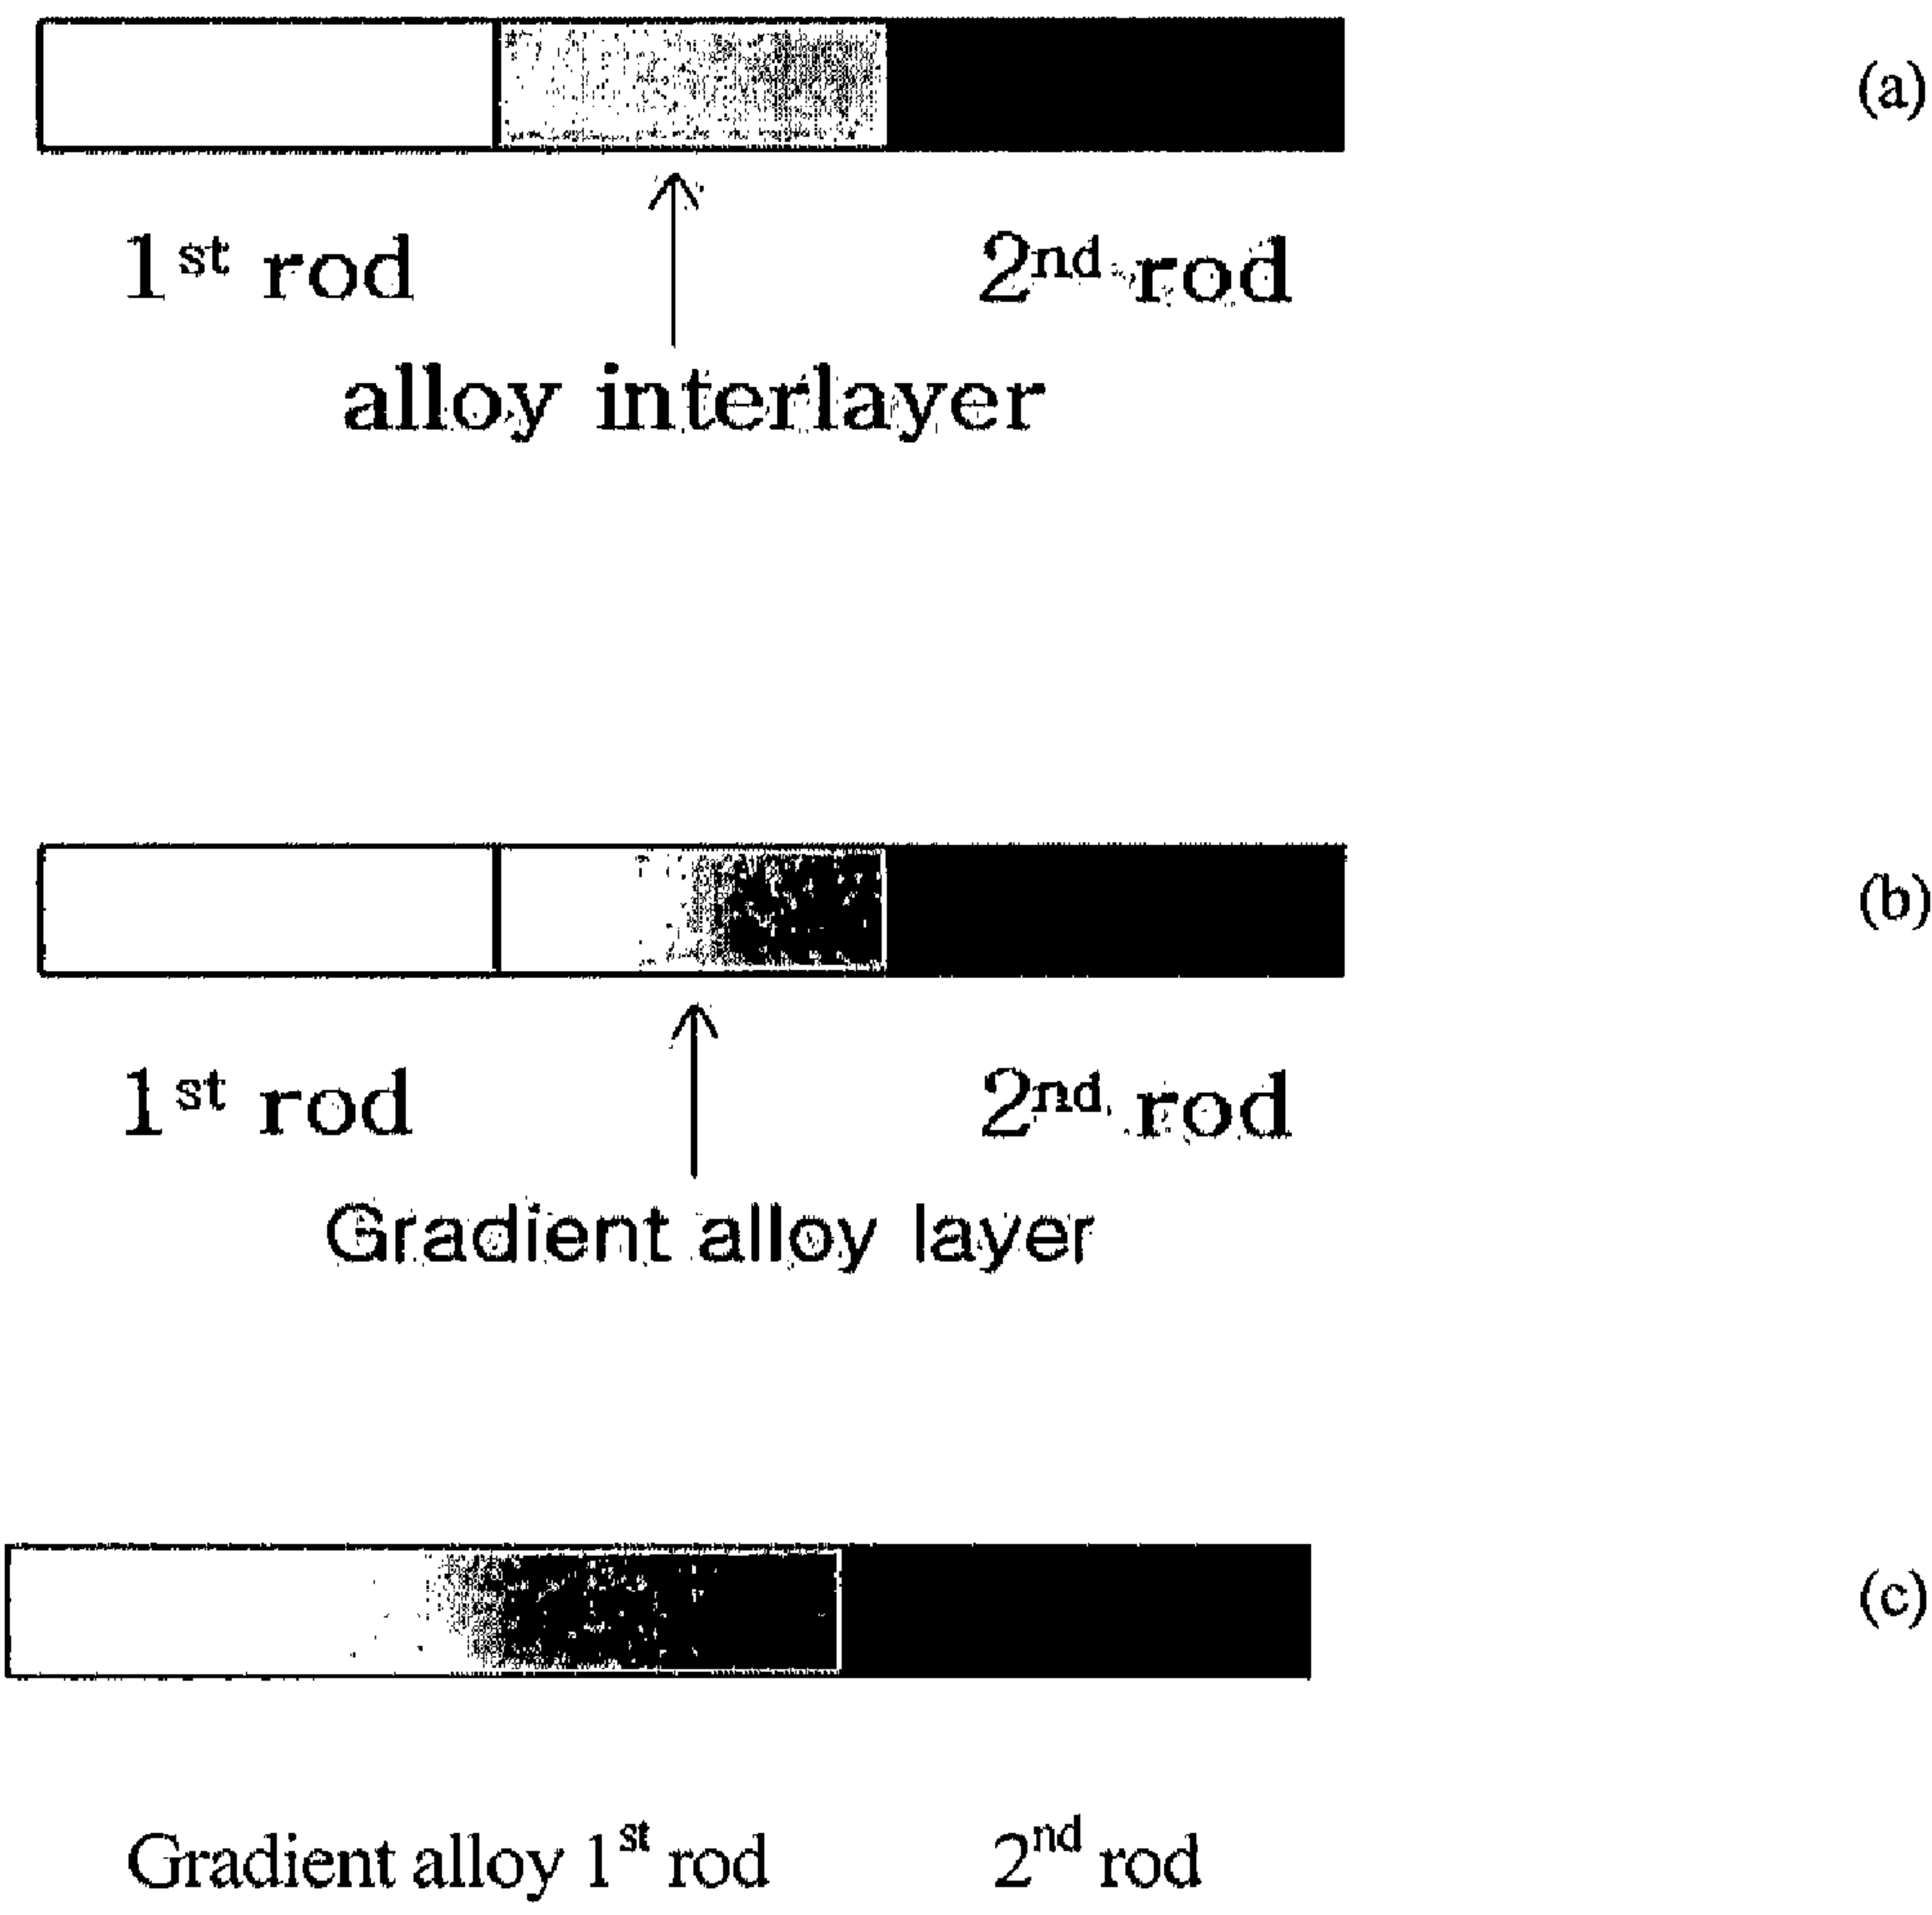 (a)
1st rod 2nd rod
alloy interlayer
(b)
1st rod 2nd rod
Gradient alloy layer
(c)
Gradient alloy 1st rod 2nd rod